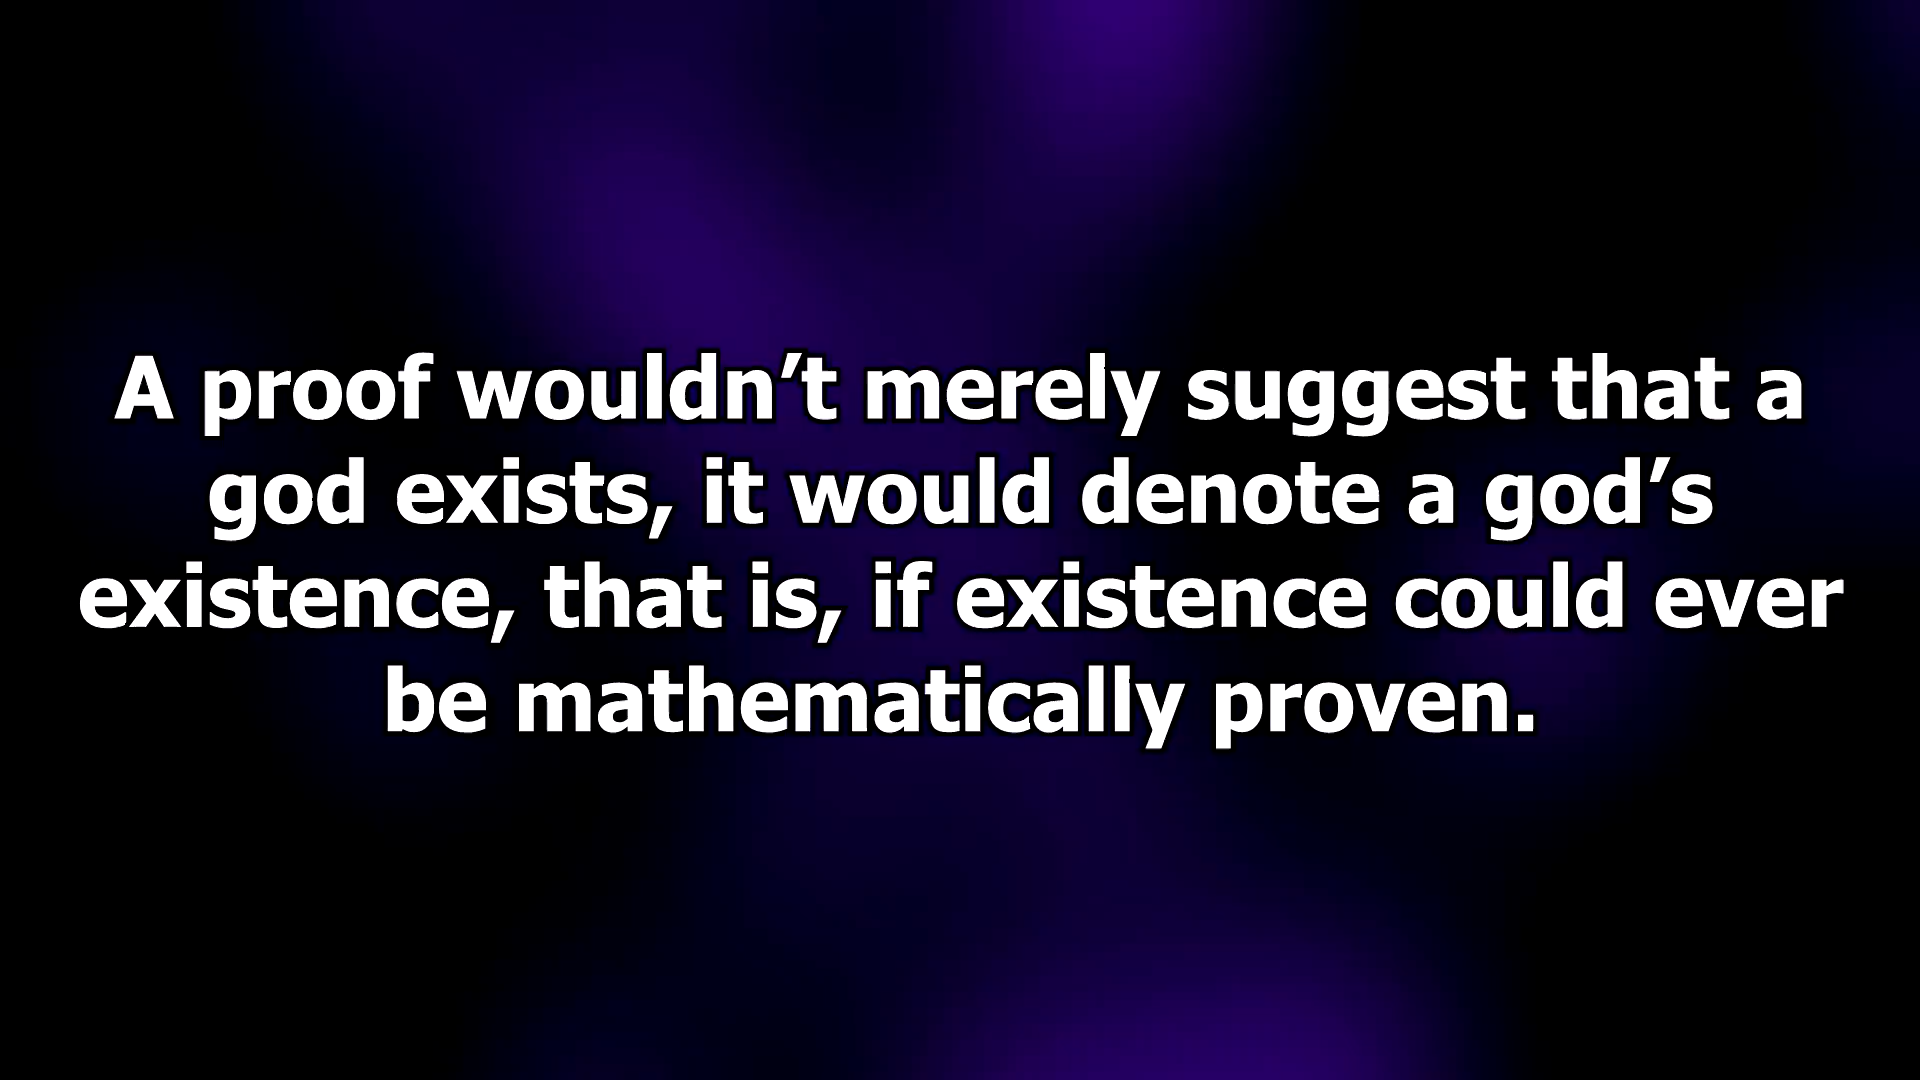 A proof wouldn’t merely suggest that a
god exists, it would denote a god’s
existence, that is, if existence could ever
be mathematically proven.